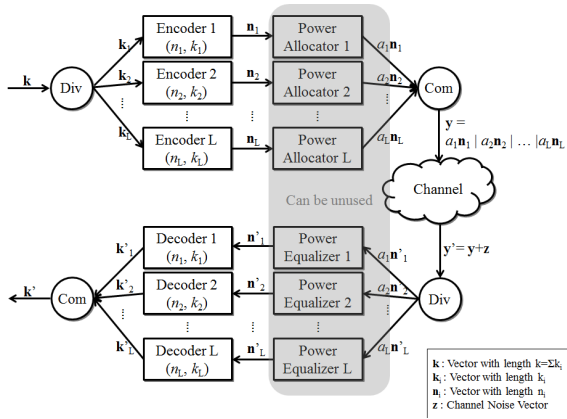 k
Div
k1
k2
⋮
kL
Encoder 1
(n1, k1)
Encoder 2
(n2, k2)
⋮
Encoder L
(nL, kL)
n1
n2
⋮
nL
Power
Allocator 1
Power
Allocator 2
⋮
Power
Allocator L
a1n1
a2n2
⋮
aLnL
Com
y =
a1n1 | a2n2 | … |aLnL
Channel
Can be unused
y'= y+z
Div
a1n'1
a2n'2
⋮
aLn'L
Power
Equalizer 1
Power
Equalizer 2
⋮
Power
Equalizer L
n'1
n'2
⋮
n'L
Decoder 1
(n1, k1)
Decoder 2
(n2, k2)
⋮
Decoder L
(nL, kL)
k'1
k'2
⋮
k'L
Com
k'
k : Vector with length k=Σki
ki : Vector with length ki
ni : Vector with length ni
z : Channel Noise Vector